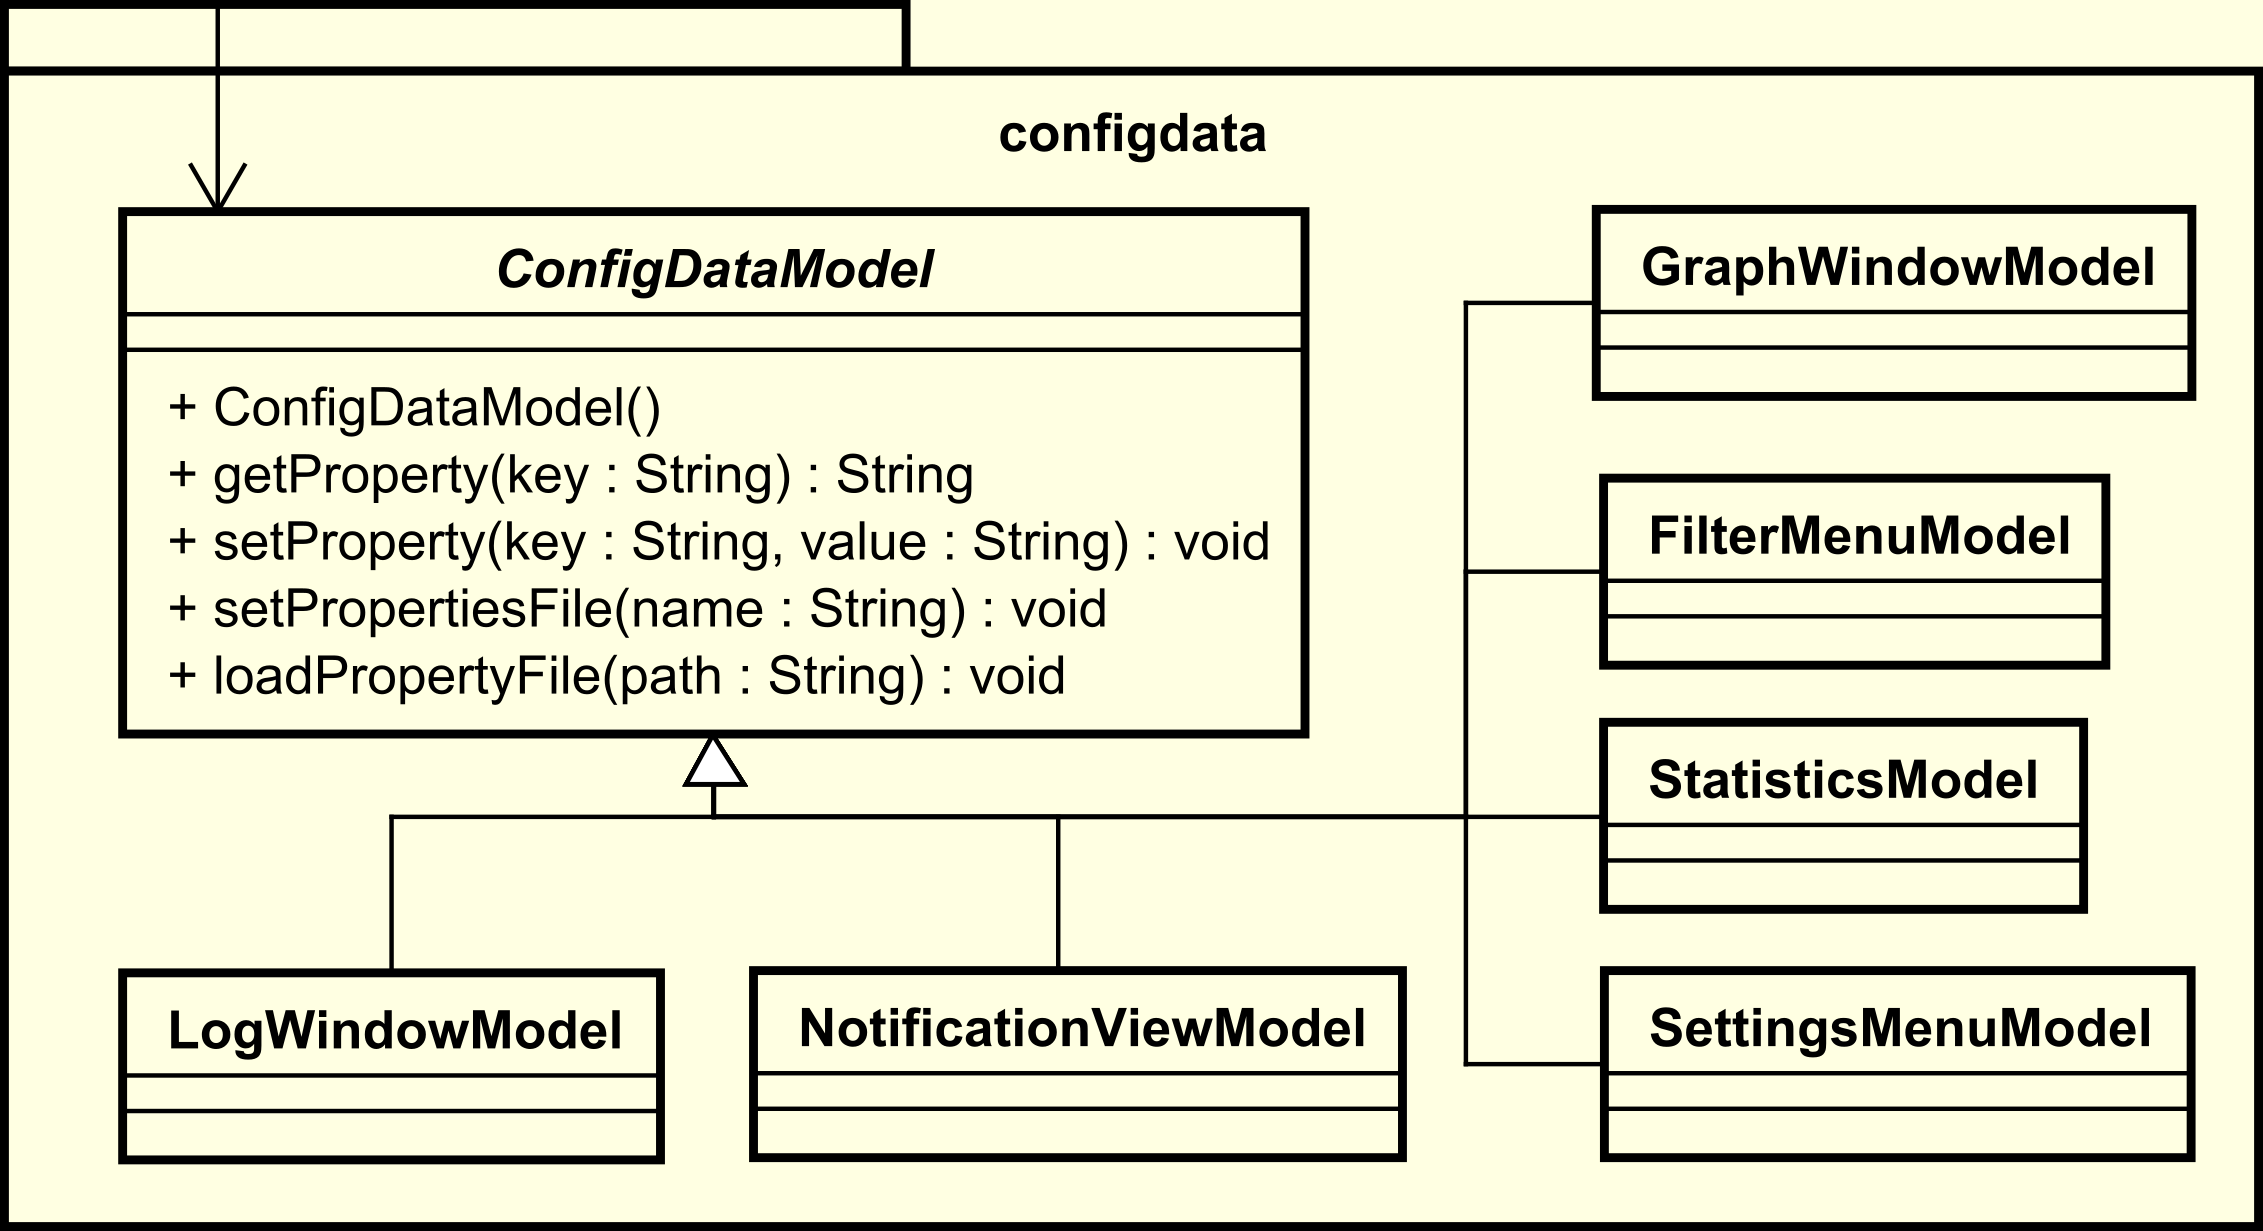 configdata
ConfigDataModel
+ ConfigDataModel()
+ getProperty(key : String) : String
+ setProperty(key : String, value : String) : void
+ setPropertiesFile(name : String) : void
+ loadPropertyFile(path : String) : void
GraphWindowModel
FilterMenuModel
StatisticsModel
LogWindowModel
NotificationViewModel
SettingsMenuModel